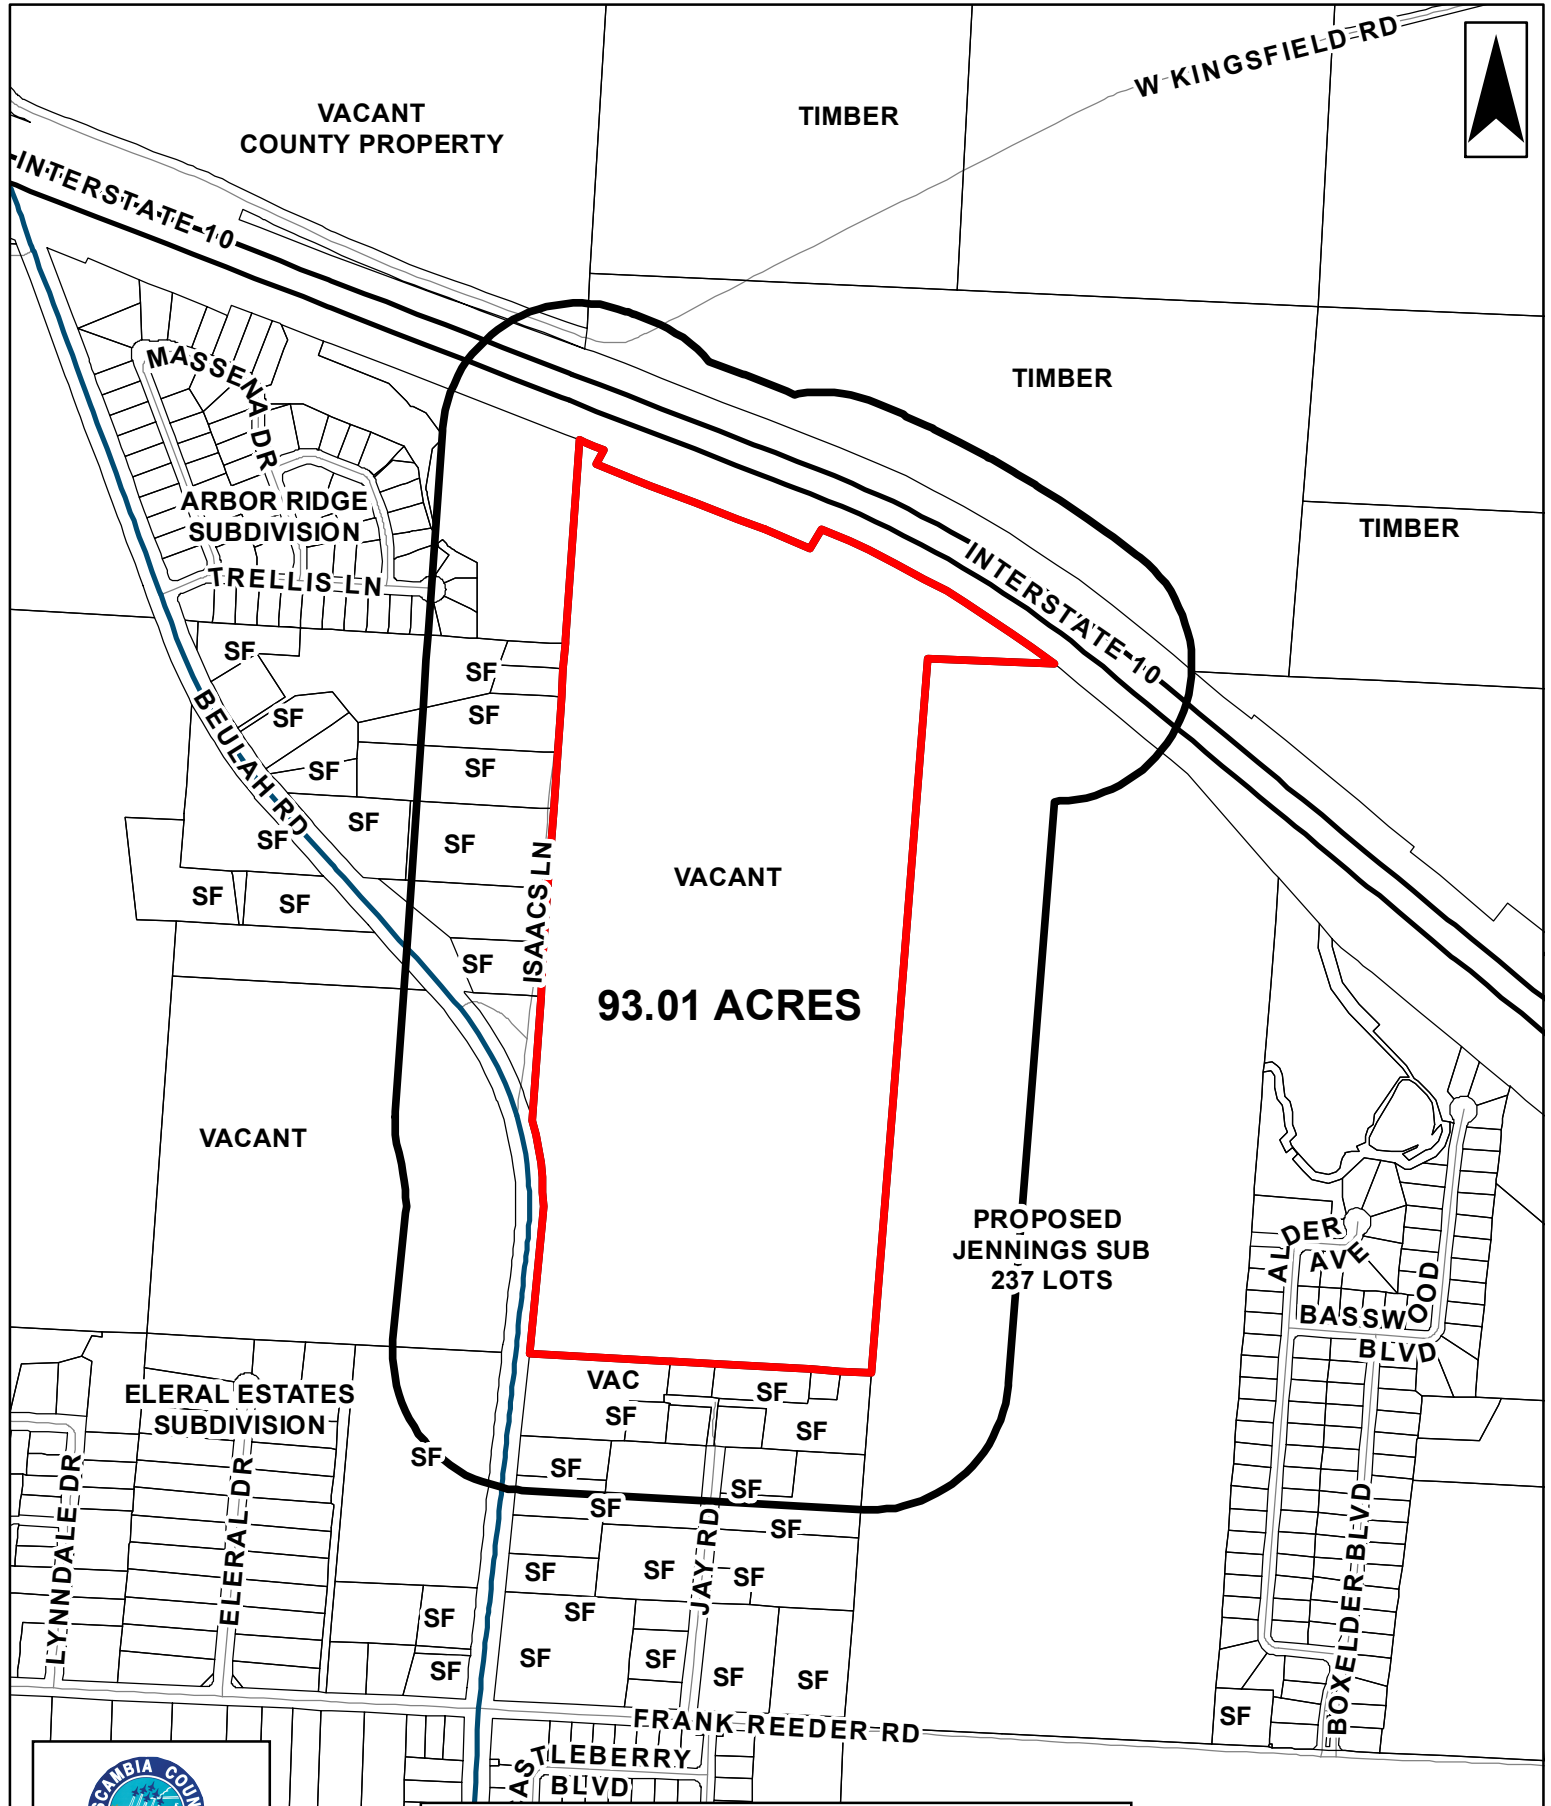 W KINGSFIELD RD
VACANT
COUNTY PROPERTY
TIMBER
INTERSTATE 10
TIMBER
MASSENA DR
ARBOR RIDGE
SUBDIVISION
TIMBER
INTERSTATE 10
TRELLIS LN
SF
SF
SF
SF
BEULAH RD
SF
SF
SF
SF
SF
VACANT
SF
SF
ISAACS LN
SF
93.01 ACRES
VACANT
PROPOSED
JENNINGS SUB
237 LOTS
ALDER
AVE
BASSWOOD
BLVD
VAC
SF
ELERAL ESTATES
SUBDIVISION
SF
SF
SF
SF
SF
SF
SF
LYNNDALE DR
ELERAL DR
JAY RD
BOXELDER BLVD
SF
SF
SF
SF
SF
SF
SF
SF
SF
SF
SF
FRANK REEDER RD
TLEBERRY
BLVD